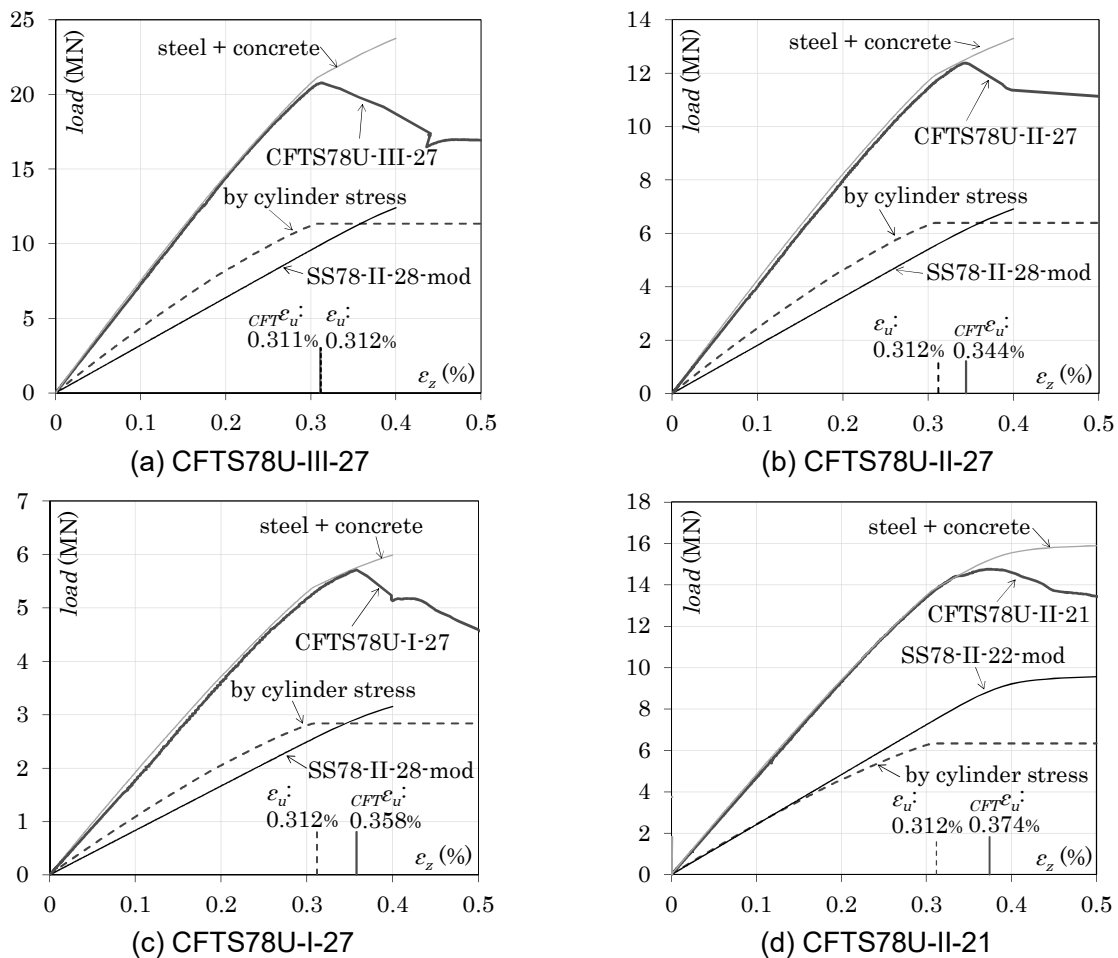 25
20
15
10
5
0
load (MN)
steel + concrete
CFTS78U-III-27
by cylinder stress
SS78-II-28-mod
CFTεu: εu:
0.311% 0.312%
εz (%)
0 0.1 0.2 0.3 0.4 0.5
(a) CFTS78U-III-27
14
12
10
8
6
4
2
0
load (MN)
steel + concrete
CFTS78U-II-27
by cylinder stress
SS78-II-28-mod
εu: CFTεu:
0.312% 0.344%
εz (%)
0 0.1 0.2 0.3 0.4 0.5
(b) CFTS78U-II-27
7
6
5
4
3
2
1
0
load (MN)
steel + concrete
CFTS78U-I-27
by cylinder stress
SS78-II-28-mod
εu: CFTεu:
0.312% 0.358%
εz (%)
0 0.1 0.2 0.3 0.4 0.5
(c) CFTS78U-I-27
18
16
14
12
10
8
6
4
2
0
load (MN)
steel + concrete
CFTS78U-II-21
SS78-II-22-mod
by cylinder stress
εu: CFTεu:
0.312% 0.374%
εz (%)
0 0.1 0.2 0.3 0.4 0.5
(d) CFTS78U-II-21